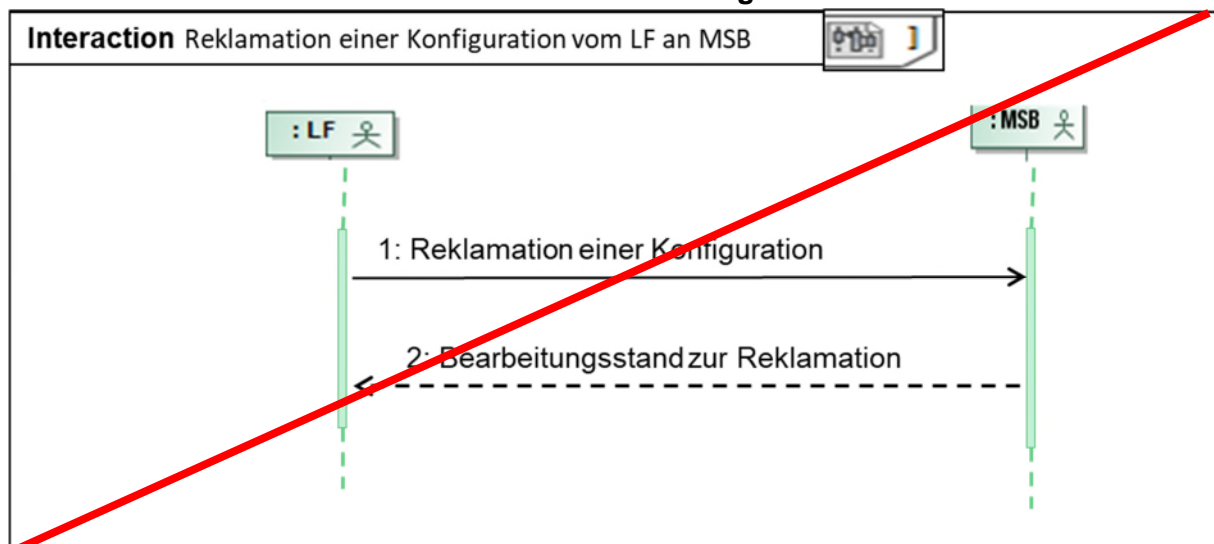 Interaction Reklamation einer Konfiguration vom LF an MSB
: LF
: MSB
1: Reklamation einer Konfiguration
2: Bearbeitungsstand zur Reklamation